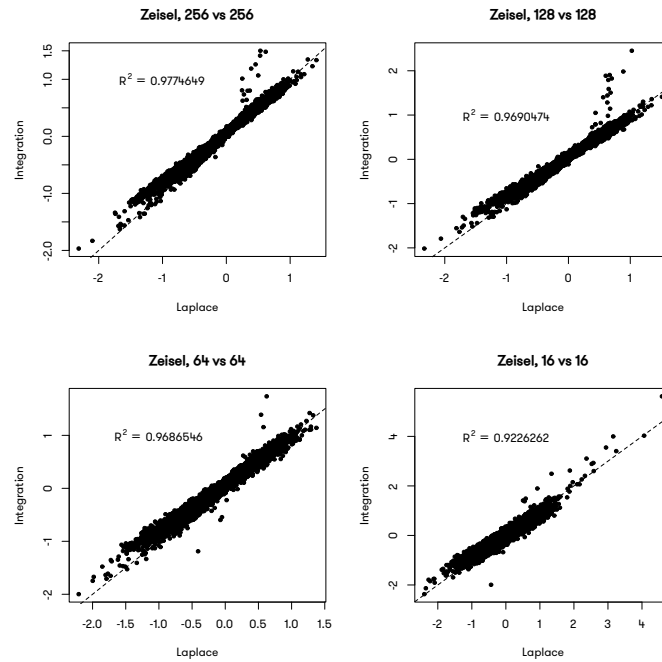 Zeisel, 256 vs 256
1.5
1.0
0.0
-1.0
-2.0
R² = 0.9774649
Integration
-2 -1 0 1
Laplace
Zeisel, 128 vs 128
2
1
0
-1
-2
R² = 0.9690474
Integration
-2 -1 0 1
Laplace
Zeisel, 64 vs 64
1
0
-1
-2
R² = 0.9686546
Integration
-2.0 -1.5 -1.0 -0.5 0.0 0.5 1.0 1.5
Laplace
Zeisel, 16 vs 16
4
2
0
-2
R² = 0.9226262
Integration
-2 -1 0 1 2 3 4
Laplace